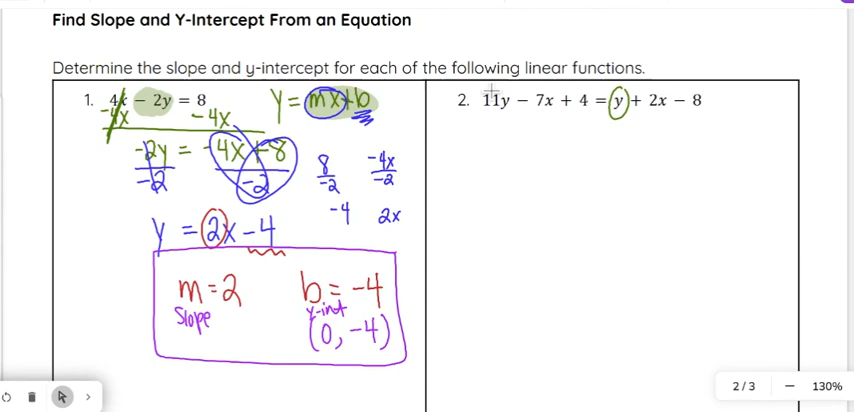 Find Slope and Y-Intercept From an Equation
Determine the slope and y-intercept for each of the following linear functions.
1. 4x − 2y = 8
y = mx + b
-4x -4x
-2y = -4x + 8
-2 -2
8/-2 -4x/-2
-4 2x
y = 2x - 4
m = 2 b = -4
Slope y-int
(0, -4)
2. 11y − 7x + 4 = y + 2x − 8
2 / 3 − 130%